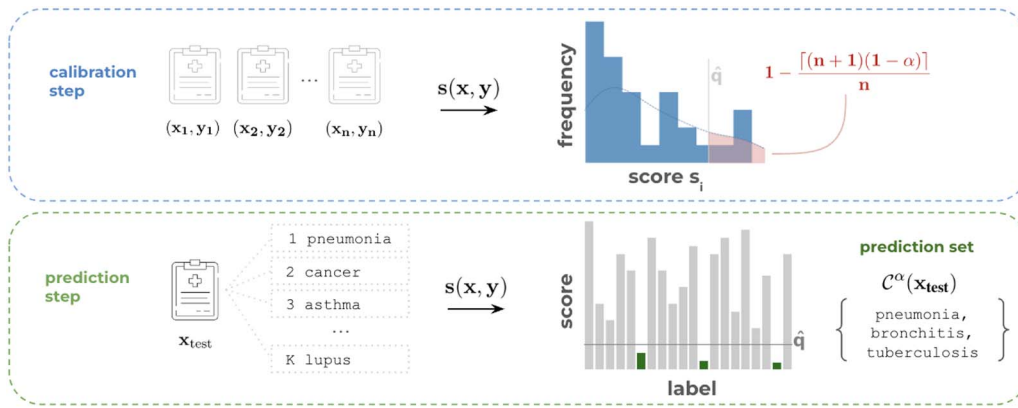 calibration
step
(x₁, y₁) (x₂, y₂) ... (xₙ, yₙ)
s(x, y)
frequency
q̂
score sᵢ
1 − ⌈(n + 1)(1 − α)⌉ / n
prediction
step
x_test
1 pneumonia
2 cancer
3 asthma
...
K lupus
s(x, y)
score
q̂
label
prediction set
C^α(x_test)
pneumonia,
bronchitis,
tuberculosis